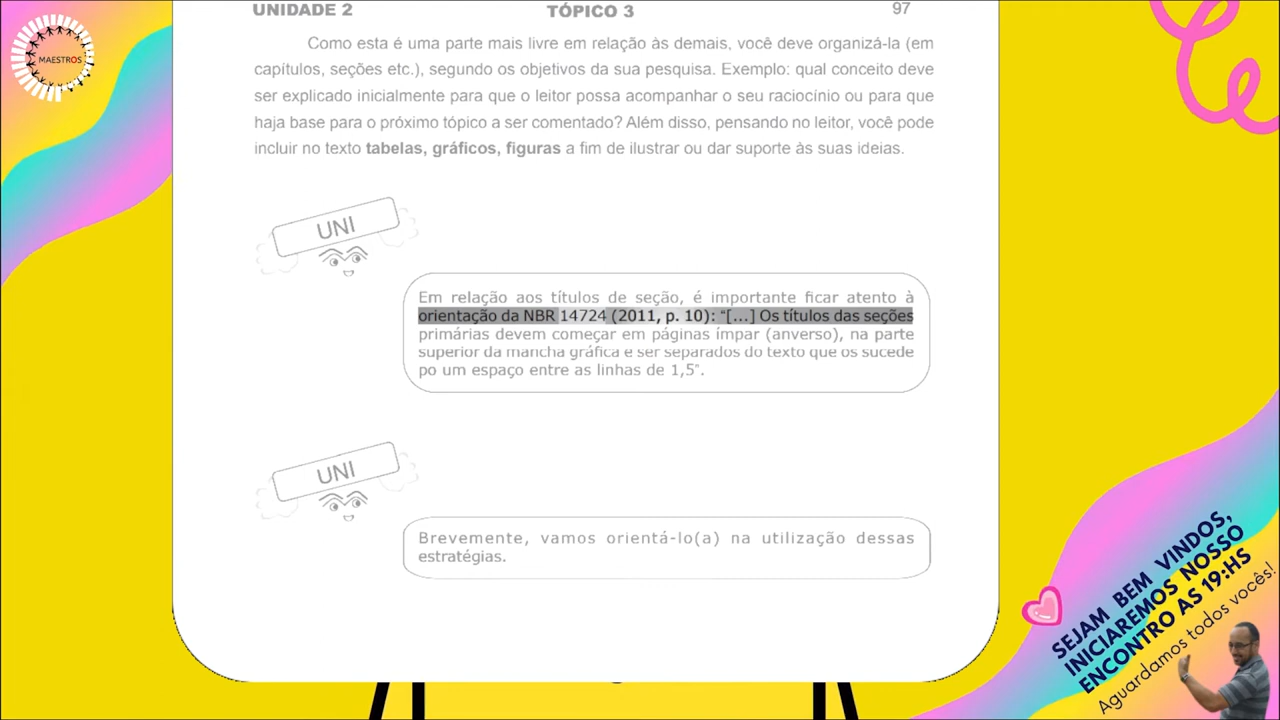 MAESTROS
UNIDADE 2 TÓPICO 3 97
Como esta é uma parte mais livre em relação às demais, você deve organizá-la (em
capítulos, seções etc.), segundo os objetivos da sua pesquisa. Exemplo: qual conceito deve
ser explicado inicialmente para que o leitor possa acompanhar o seu raciocínio ou para que
haja base para o próximo tópico a ser comentado? Além disso, pensando no leitor, você pode
incluir no texto tabelas, gráficos, figuras a fim de ilustrar ou dar suporte às suas ideias.
UNI
Em relação aos títulos de seção, é importante ficar atento à
orientação da NBR 14724 (2011, p. 10): “[...] Os títulos das seções
primárias devem começar em páginas ímpar (anverso), na parte
superior da mancha gráfica e ser separados do texto que os sucede
po um espaço entre as linhas de 1,5”.
UNI
Brevemente, vamos orientá-lo(a) na utilização dessas
estratégias.
SEJAM BEM VINDOS,
INICIAREMOS NOSSO
ENCONTRO AS 19:HS
Aguardamos todos vocês!